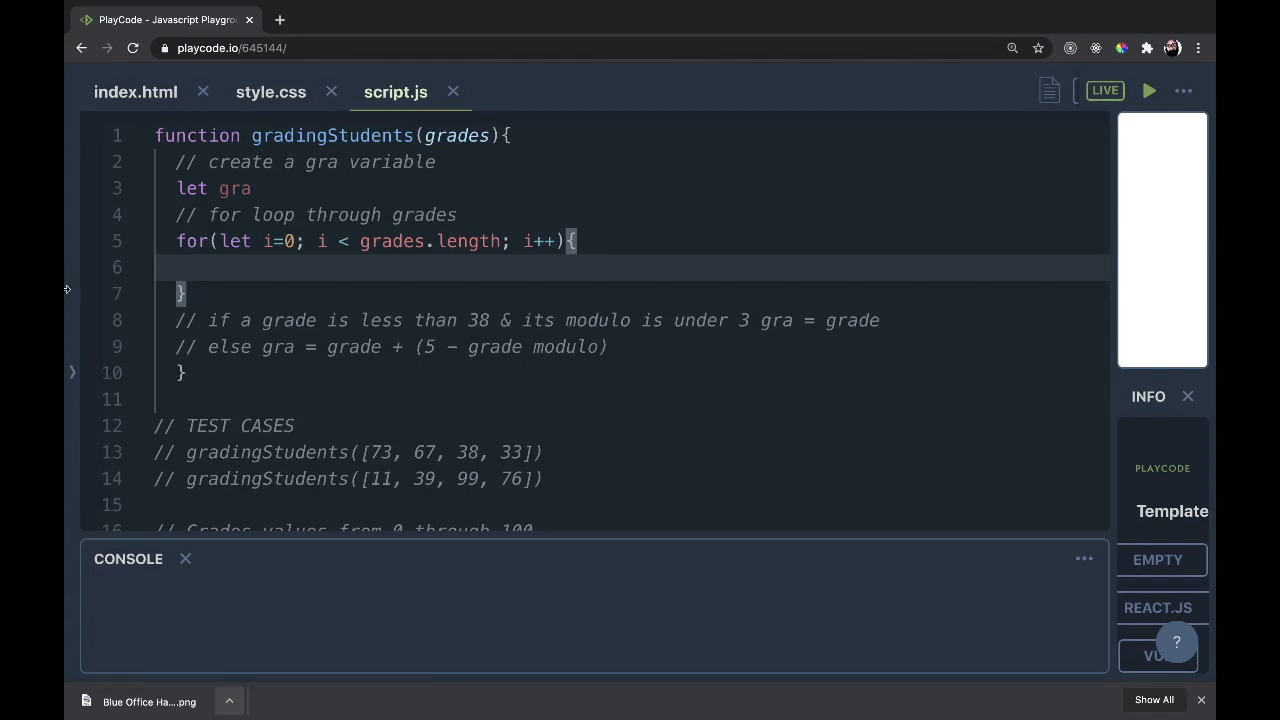 PlayCode - Javascript Playgrou
playcode.io/645144/
index.html
style.css
script.js
LIVE
1 function gradingStudents(grades){
2 // create a gra variable
3 let gra
4 // for loop through grades
5 for(let i=0; i < grades.length; i++){
6
7 }
8 // if a grade is less than 38 & its modulo is under 3 gra = grade
9 // else gra = grade + (5 - grade modulo)
10 }
11
12 // TEST CASES
13 // gradingStudents([73, 67, 38, 33])
14 // gradingStudents([11, 39, 99, 76])
15
16 // Grades values from 0 through 100
INFO
PLAYCODE
Template
EMPTY
REACT.JS
?
CONSOLE
Blue Office Ha....png
Show All